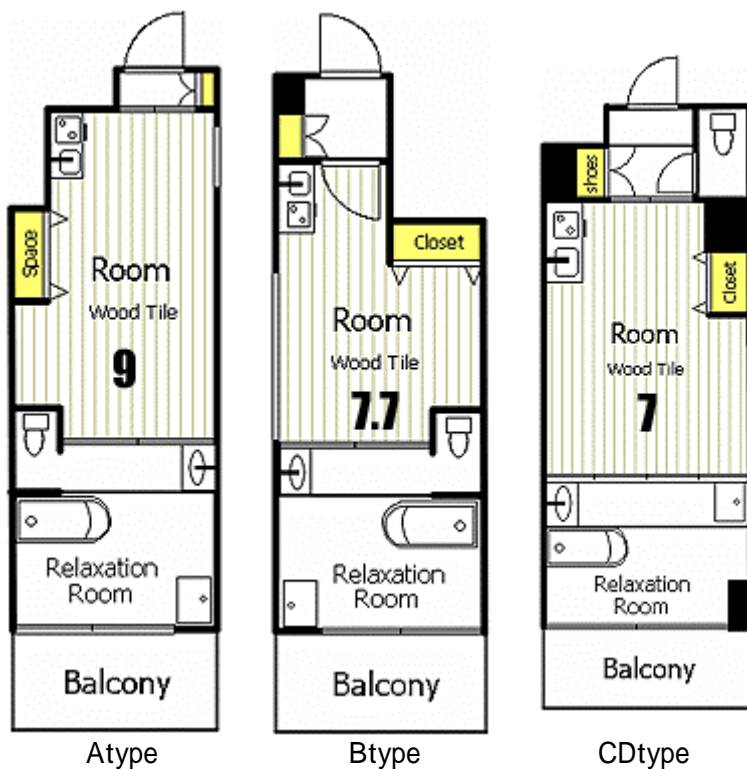 Space
Room
Wood Tile
9
Relaxation
Room
Balcony
Atype
Closet
Room
Wood Tile
7.7
Relaxation
Room
Balcony
Btype
shoes
Closet
Room
Wood Tile
7
Relaxation
Room
Balcony
CDtype